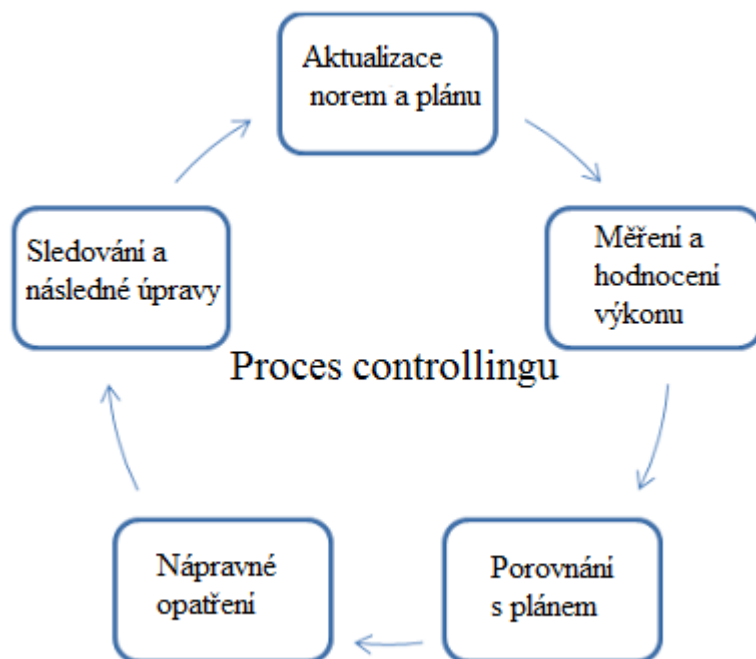 Aktualizace
norem a plánu
Měření a
hodnocení
výkonu
Sledování a
následné úpravy
Proces controllingu
Porovnání
s plánem
Nápravné
opatření